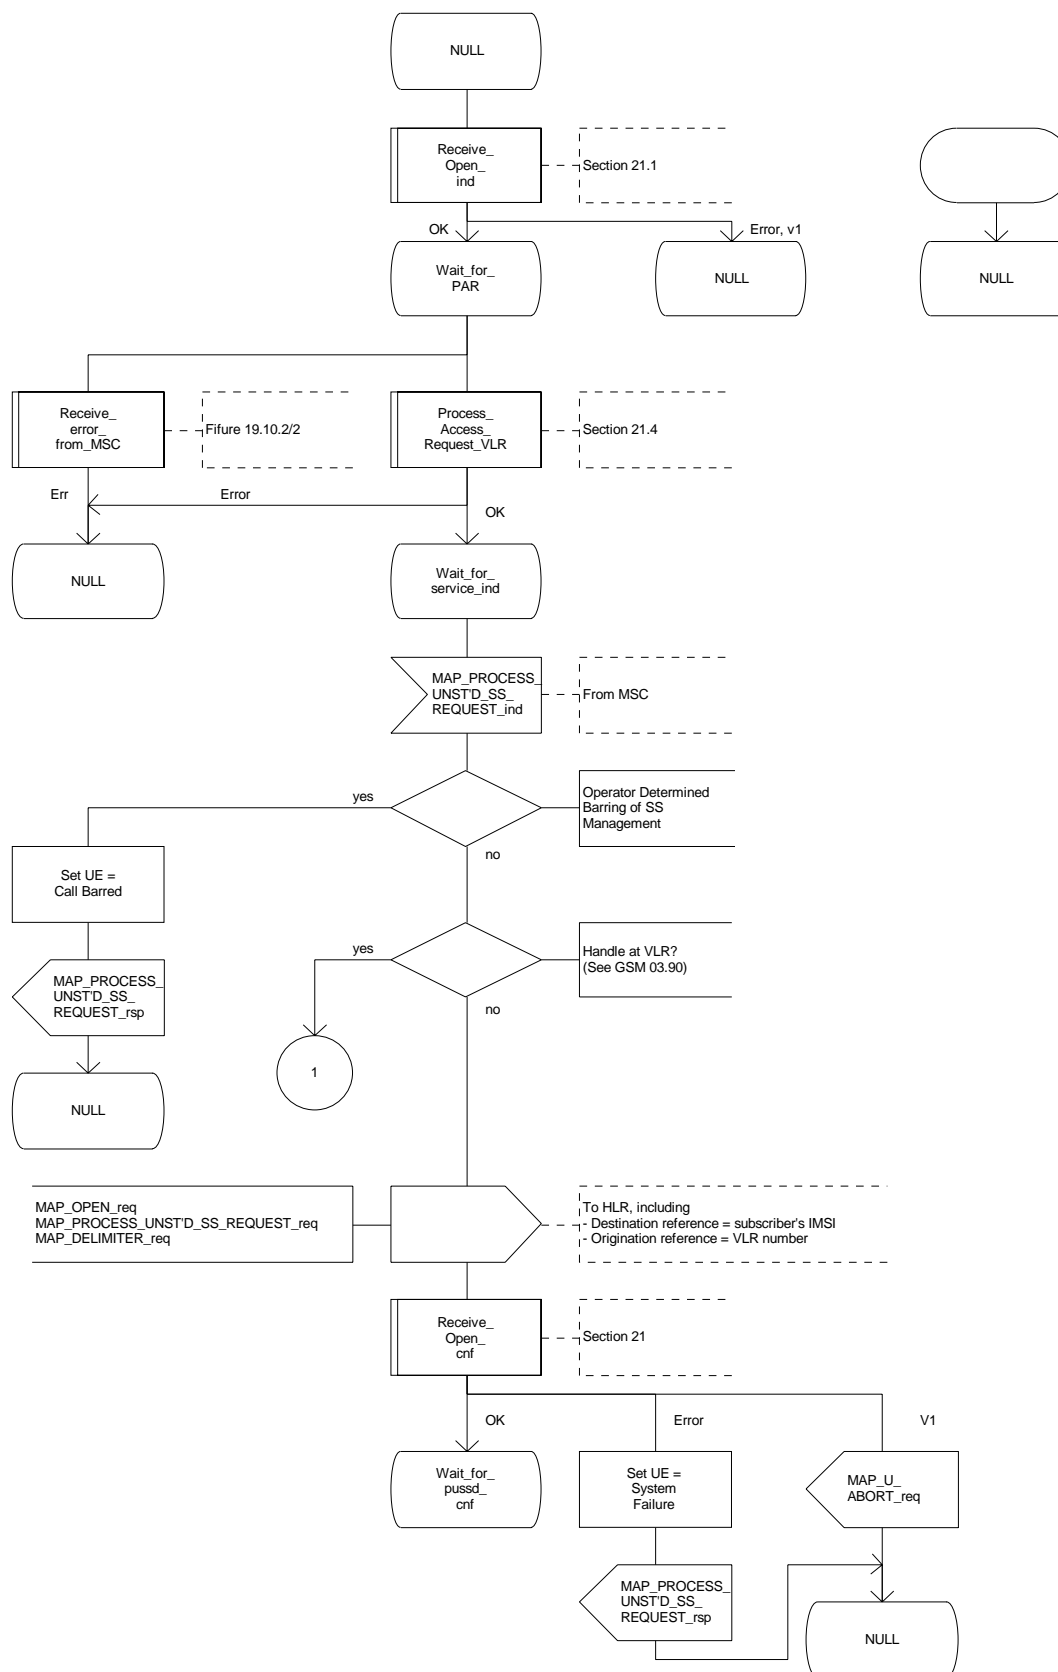 NULL
Receive_
Open_
ind
Section 21.1
OK
Error, v1
Wait_for_
PAR
NULL
NULL
Receive_
error_
from_MSC
Fifure 19.10.2/2
Process_
Access_
Request_VLR
Section 21.4
Err
Error
OK
NULL
Wait_for_
service_ind
MAP_PROCESS_
UNST'D_SS_
REQUEST_ind
From MSC
yes
Operator Determined
Barring of SS
Management
no
Set UE =
Call Barred
yes
Handle at VLR?
(See GSM 03.90)
MAP_PROCESS_
UNST'D_SS_
REQUEST_rsp
no
1
NULL
MAP_OPEN_req
MAP_PROCESS_UNST'D_SS_REQUEST_req
MAP_DELIMITER_req
To HLR, including
- Destination reference = subscriber's IMSI
- Origination reference = VLR number
Receive_
Open_
cnf
Section 21
OK
Error
V1
Wait_for_
pussd_
cnf
Set UE =
System
Failure
MAP_U_
ABORT_req
MAP_PROCESS_
UNST'D_SS_
REQUEST_rsp
NULL